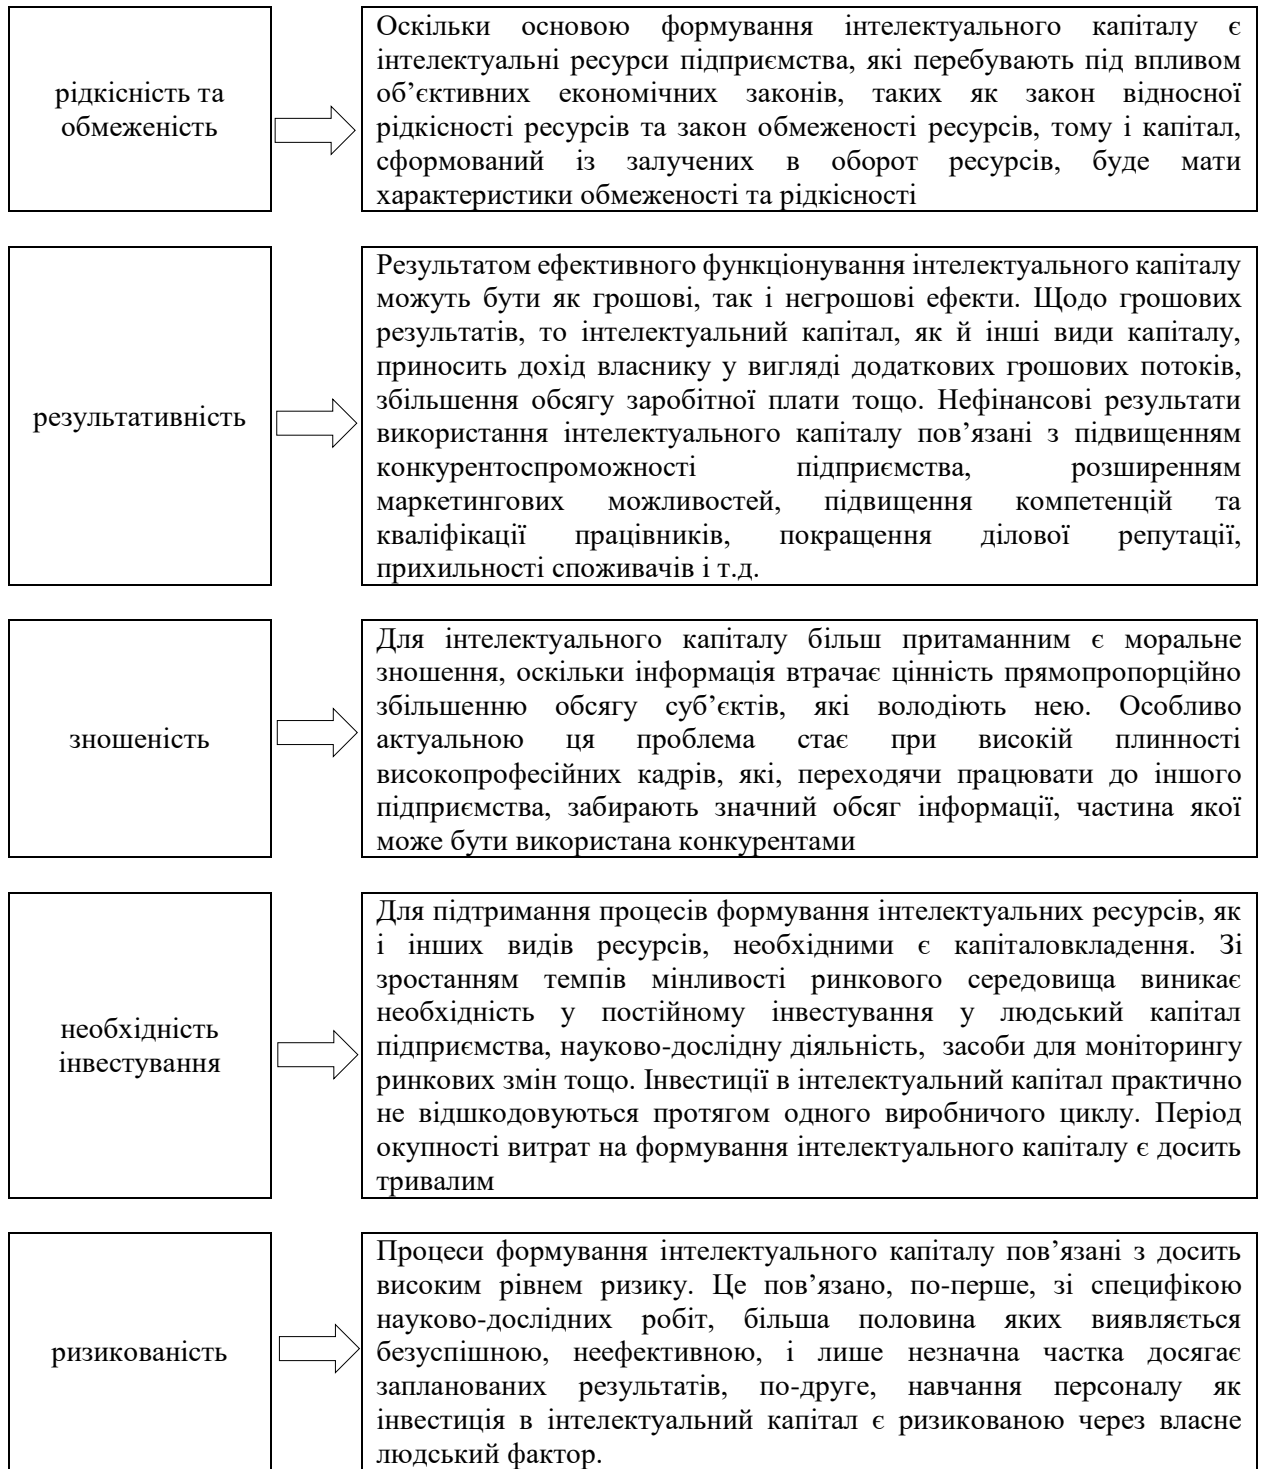 рідкісність та
обмеженість
Оскільки основою формування інтелектуального капіталу є
інтелектуальні ресурси підприємства, які перебувають під впливом
об’єктивних економічних законів, таких як закон відносної
рідкісності ресурсів та закон обмеженості ресурсів, тому і капітал,
сформований із залучених в оборот ресурсів, буде мати
характеристики обмеженості та рідкісності
результативність
Результатом ефективного функціонування інтелектуального капіталу
можуть бути як грошові, так і негрошові ефекти. Щодо грошових
результатів, то інтелектуальний капітал, як й інші види капіталу,
приносить дохід власнику у вигляді додаткових грошових потоків,
збільшення обсягу заробітної плати тощо. Нефінансові результати
використання інтелектуального капіталу пов’язані з підвищенням
конкурентоспроможності підприємства, розширенням
маркетингових можливостей, підвищення компетенцій та
кваліфікації працівників, покращення ділової репутації,
прихильності споживачів і т.д.
зношеність
Для інтелектуального капіталу більш притаманним є моральне
зношення, оскільки інформація втрачає цінність прямопропорційно
збільшенню обсягу суб’єктів, які володіють нею. Особливо
актуальною ця проблема стає при високій плинності
високопрофесійних кадрів, які, переходячи працювати до іншого
підприємства, забирають значний обсяг інформації, частина якої
може бути використана конкурентами
необхідність
інвестування
Для підтримання процесів формування інтелектуальних ресурсів, як
і інших видів ресурсів, необхідними є капіталовкладення. Зі
зростанням темпів мінливості ринкового середовища виникає
необхідність у постійному інвестування у людський капітал
підприємства, науково-дослідну діяльність, засоби для моніторингу
ринкових змін тощо. Інвестиції в інтелектуальний капітал практично
не відшкодовуються протягом одного виробничого циклу. Період
окупності витрат на формування інтелектуального капіталу є досить
тривалим
ризикованість
Процеси формування інтелектуального капіталу пов’язані з досить
високим рівнем ризику. Це пов’язано, по-перше, зі специфікою
науково-дослідних робіт, більша половина яких виявляється
безуспішною, неефективною, і лише незначна частка досягає
запланованих результатів, по-друге, навчання персоналу як
інвестиція в інтелектуальний капітал є ризикованою через власне
людський фактор.